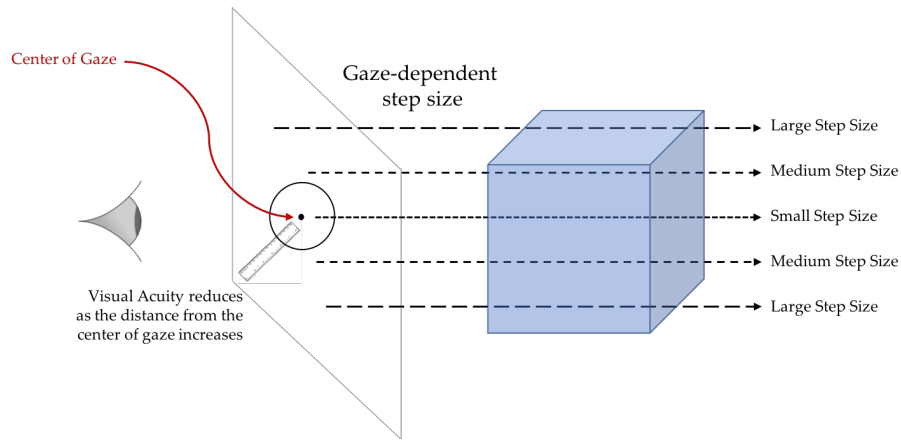 Center of Gaze
Gaze-dependent
step size
Large Step Size
Medium Step Size
Small Step Size
Medium Step Size
Large Step Size
Visual Acuity reduces
as the distance from the
center of gaze increases